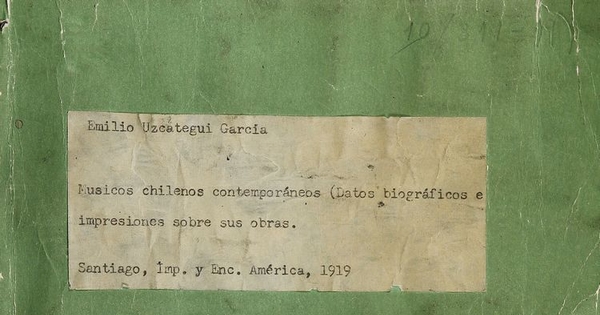 Emilio Uzcategui García
Musicos chilenos contemporáneos (Datos biográficos e
impresiones sobre sus obras.
Santiago, Imp. y Enc. América, 1919